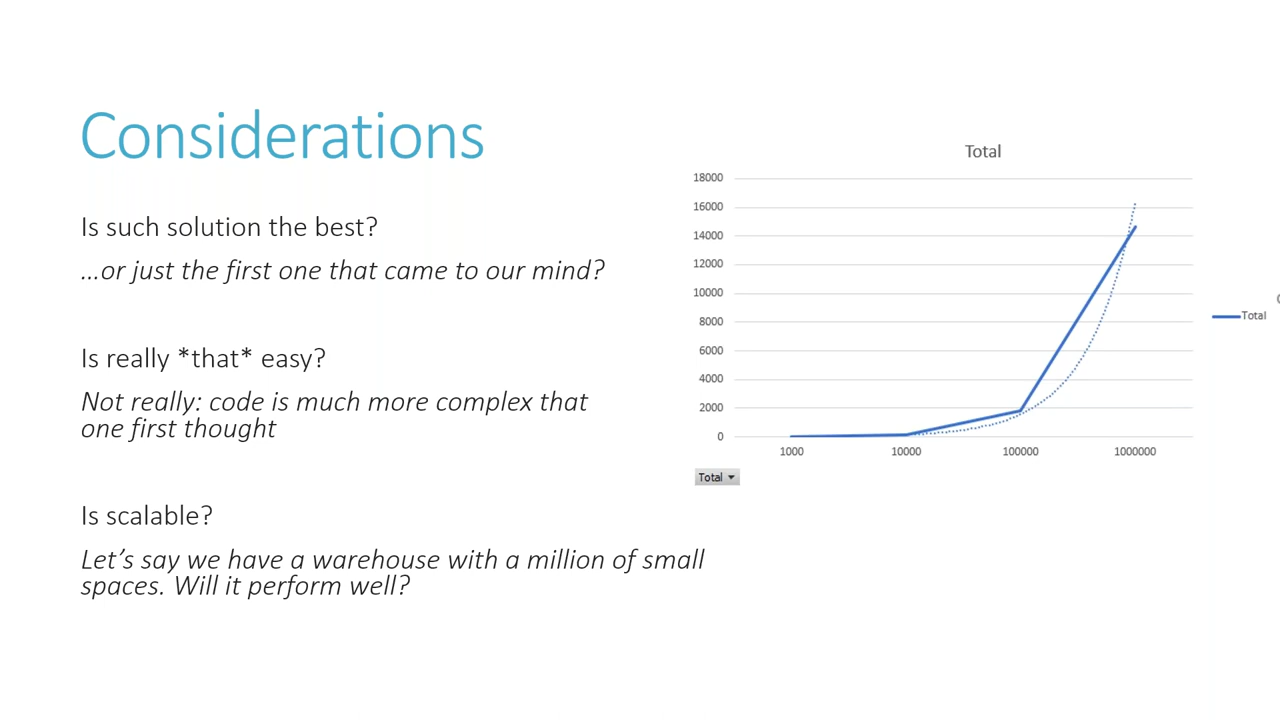 Considerations
Is such solution the best?
…or just the first one that came to our mind?
Is really *that* easy?
Not really: code is much more complex that
one first thought
Is scalable?
Let's say we have a warehouse with a million of small
spaces. Will it perform well?
Total
18000
16000
14000
12000
10000
8000
6000
4000
2000
0
1000
10000
100000
1000000
Total
Total